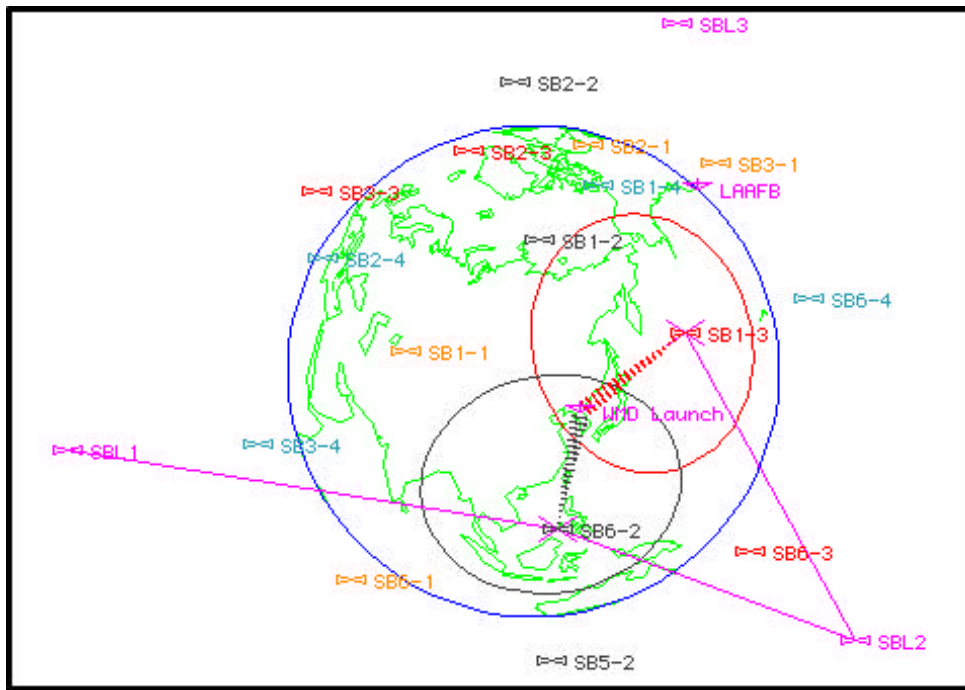 SBL3
SB2-2
SB2-3
SB2-1
SB3-1
SB3-3
SB1-4
LAAFB
SB1-2
SB2-4
SB6-4
SB1-3
SB1-1
WMD Launch
SBL1
SB3-4
SB6-2
SB6-3
SB6-1
SBL2
SB5-2